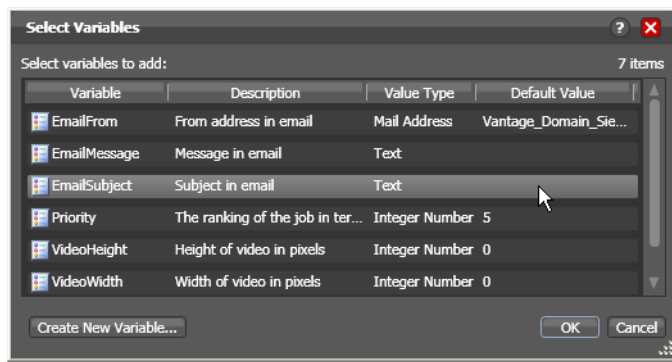 Select Variables ?
Select variables to add: 7 items
Variable Description Value Type Default Value
EmailFrom From address in email Mail Address Vantage_Domain_Sie...
EmailMessage Message in email Text
EmailSubject Subject in email Text
Priority The ranking of the job in ter... Integer Number 5
VideoHeight Height of video in pixels Integer Number 0
VideoWidth Width of video in pixels Integer Number 0
Create New Variable... OK Cancel